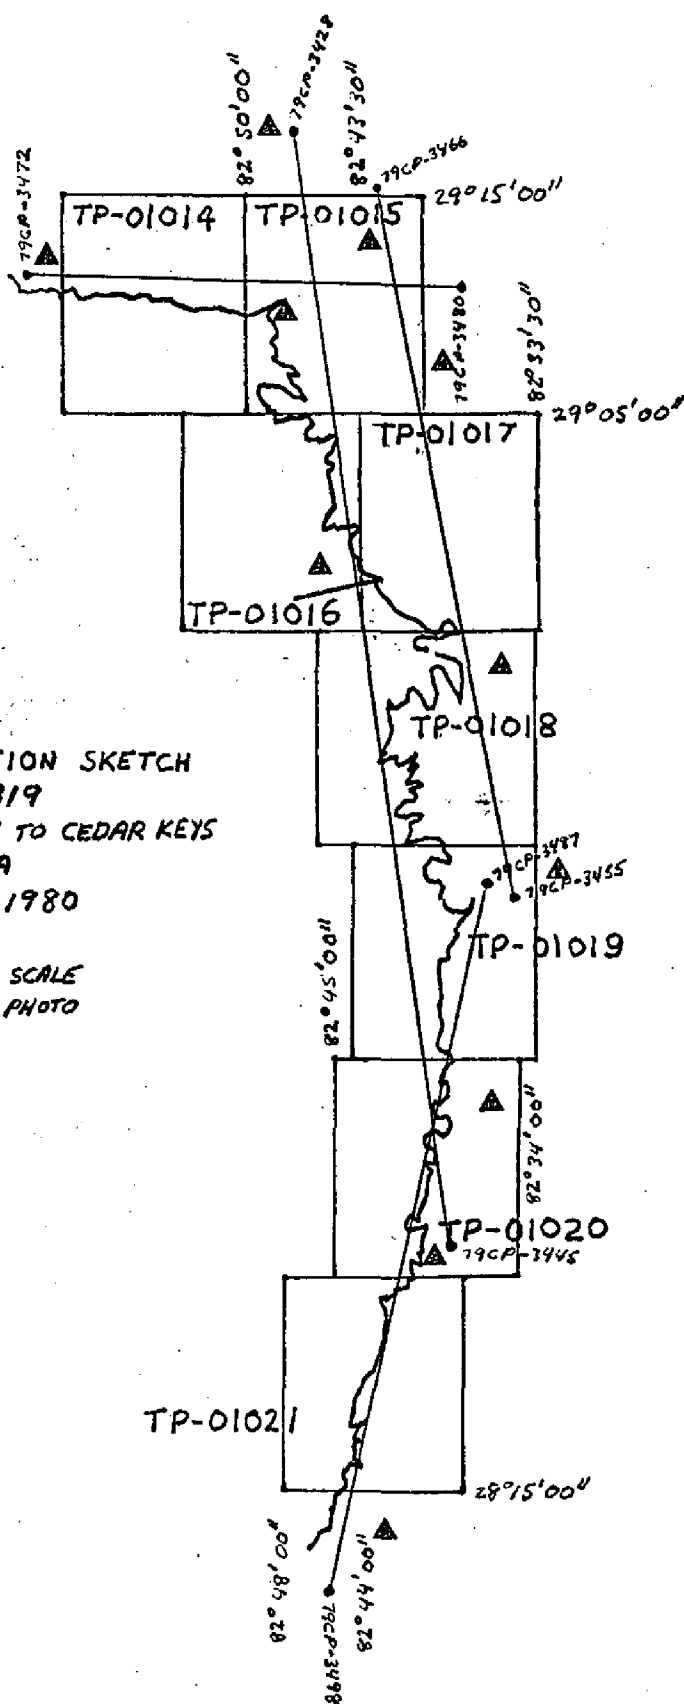 79CP-3428
82° 50'00"
82° 43'30"
79CP-3466
79CP-3472
29°15'00"
TP-01014
TP-01015
79CP-3480
82° 33'30"
29°05'00"
TP-01017
TP-01016
TP-01018
TION SKETCH
319
TO CEDAR KEYS
A
1980
SCALE
PHOTO
79CP-3487
79CP-3455
TP-01019
82° 45'00"
82° 34'00"
TP-01020
79CP-3445
TP-01021
28°15'00"
82° 48'00"
82° 44'00"
79CP-3498